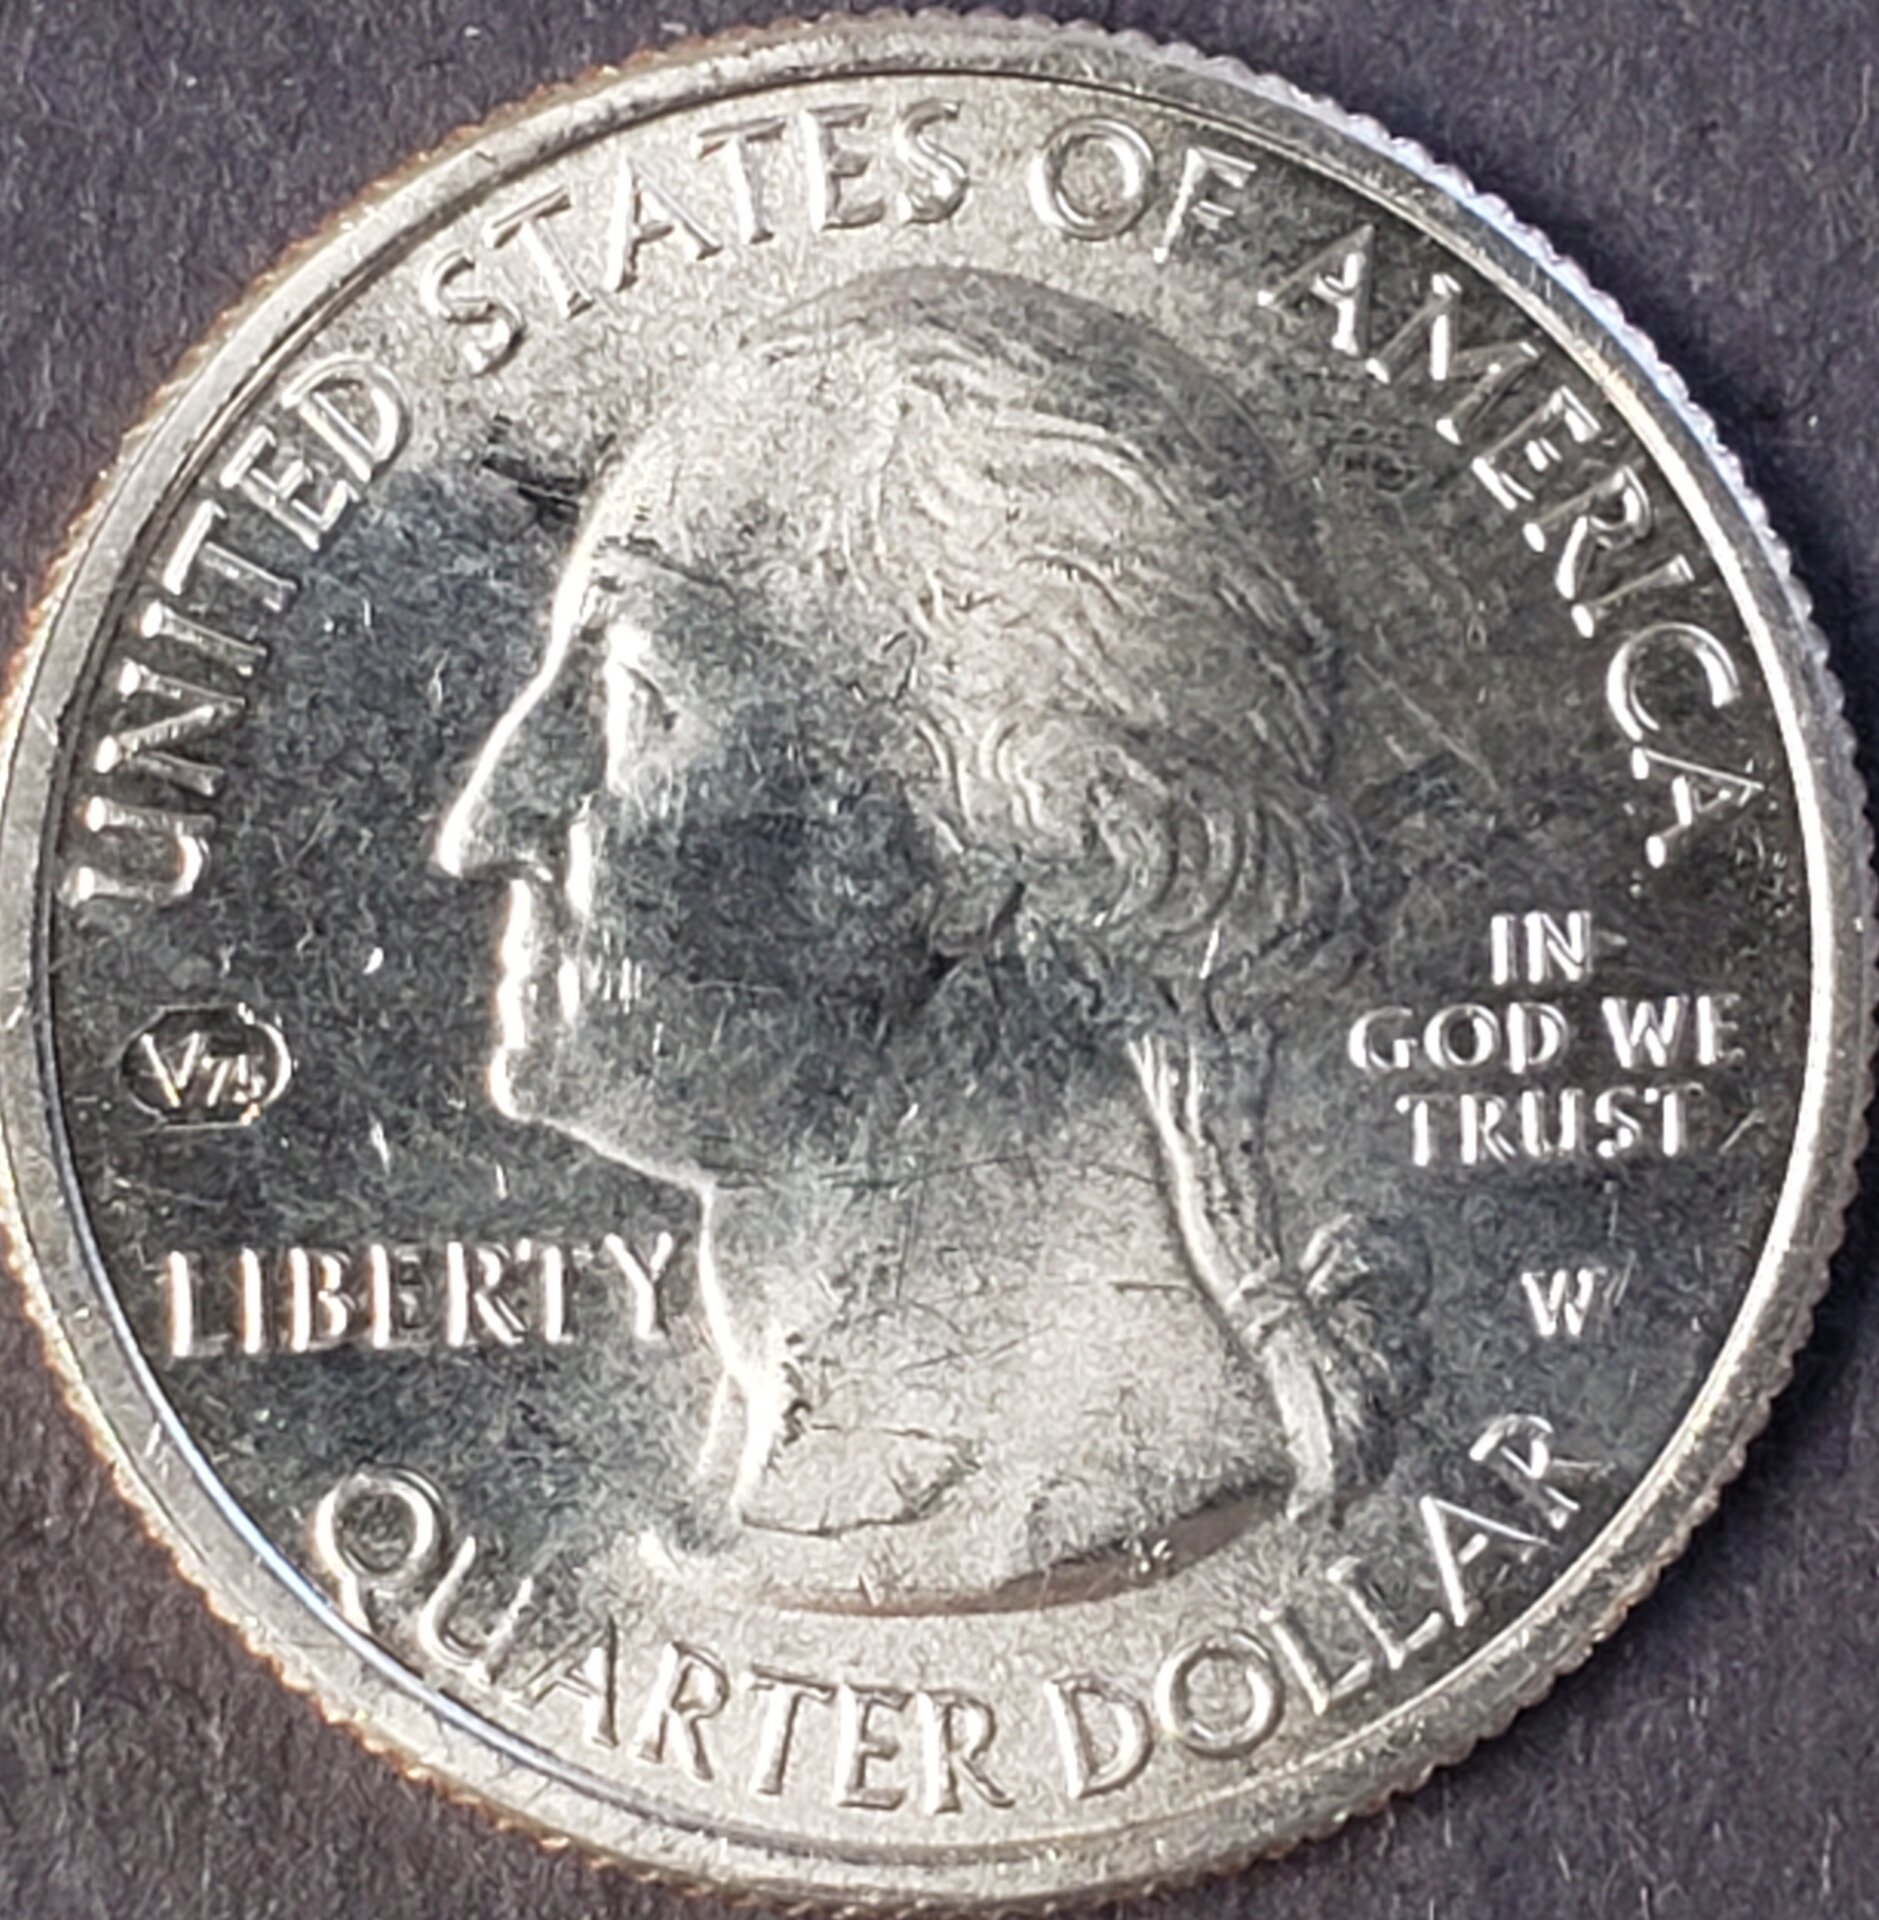 UNITED STATES OF AMERICA
V75
LIBERTY
IN
GOD WE
TRUST
W
QUARTER DOLLAR